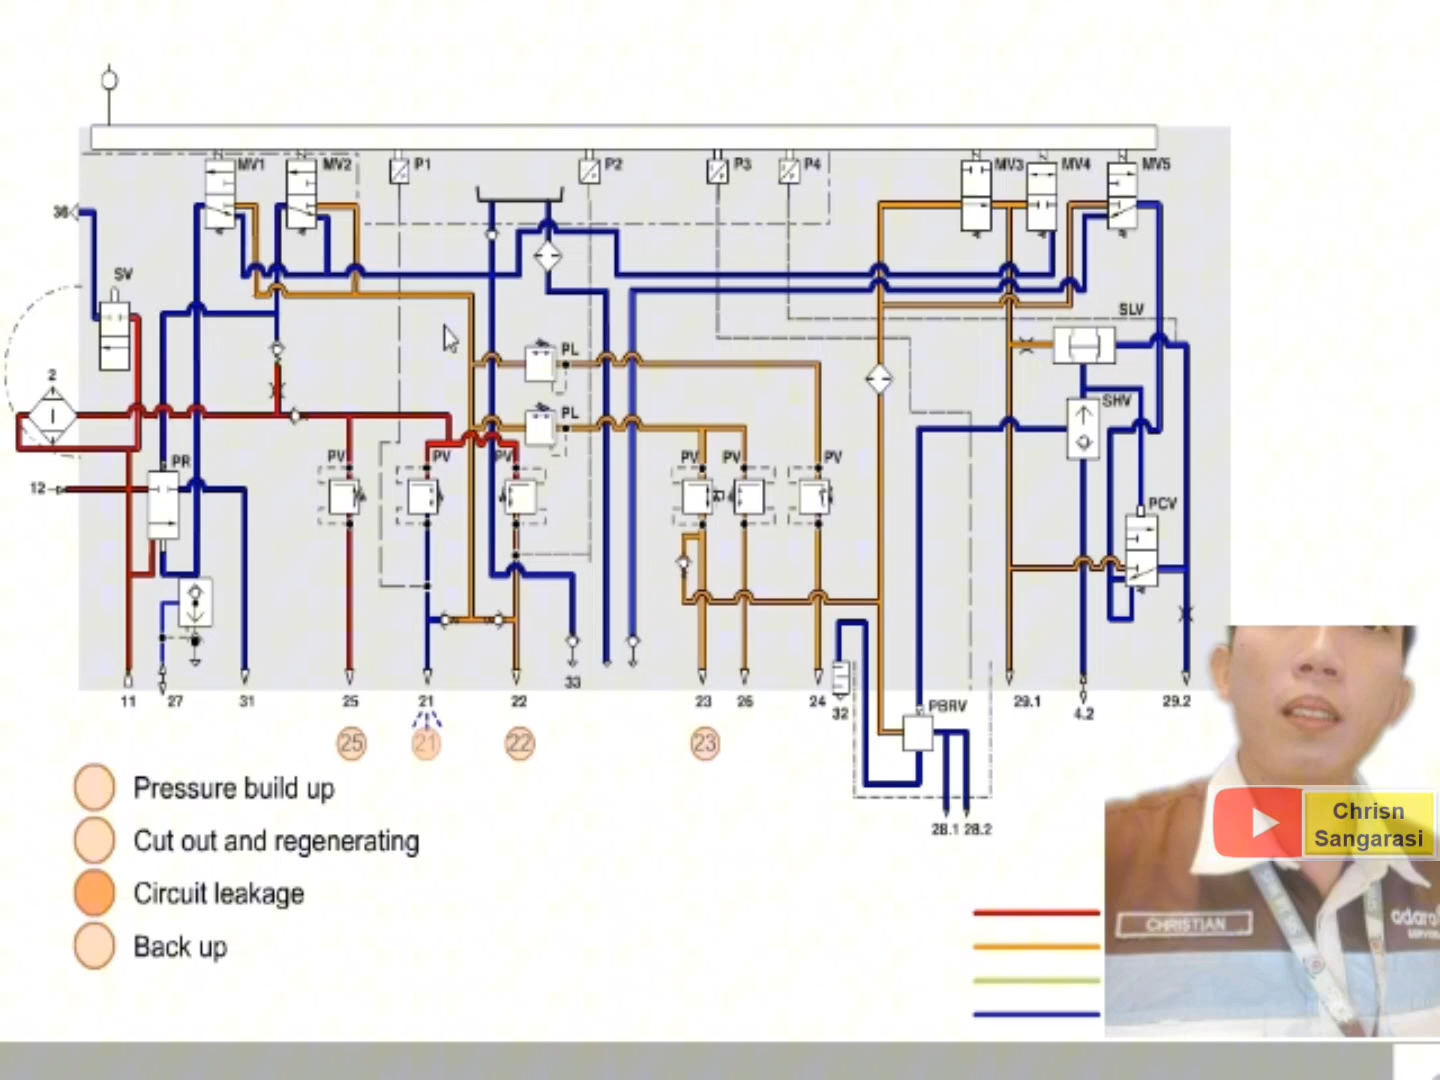 MV1
MV2
P1
P2
P3
P4
MV3
MV4
MV5
36
SV
SLV
PL
2
SHV
PL
PR
PV
PV
PV
PV
PV
PV
12
PCV
11
27
31
25
21
22
33
23
26
24
32
29.1
4.2
29.2
PBRV
25
21
22
23
Pressure build up
28.1 28.2
Cut out and regenerating
Circuit leakage
Back up
Chrisn
Sangarasi
CHRISTIAN
adaro